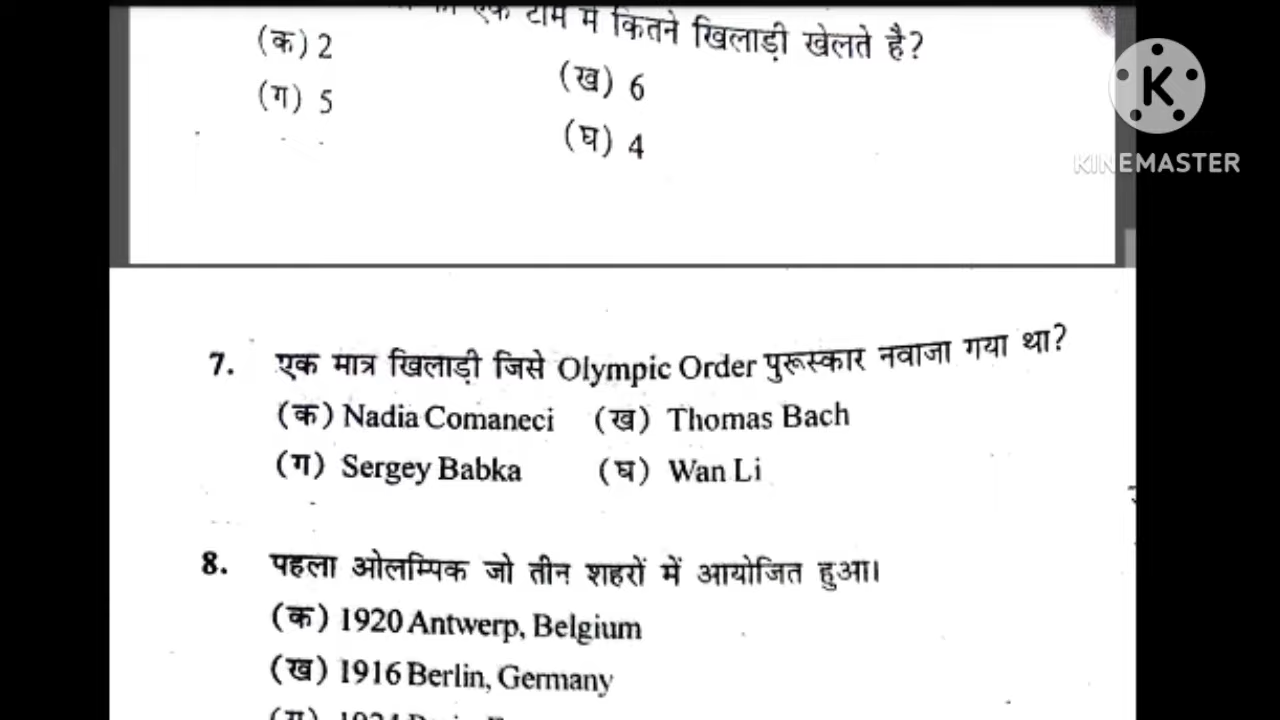 एक टीम में कितने खिलाड़ी खेलते है?
(क) 2
(ख) 6
(ग) 5
(घ) 4
K
KINEMASTER
7. एक मात्र खिलाड़ी जिसे Olympic Order पुरूस्कार नवाजा गया था?
(क) Nadia Comaneci (ख) Thomas Bach
(ग) Sergey Babka (घ) Wan Li
8. पहला ओलम्पिक जो तीन शहरों में आयोजित हुआ।
(क) 1920 Antwerp, Belgium
(ख) 1916 Berlin, Germany